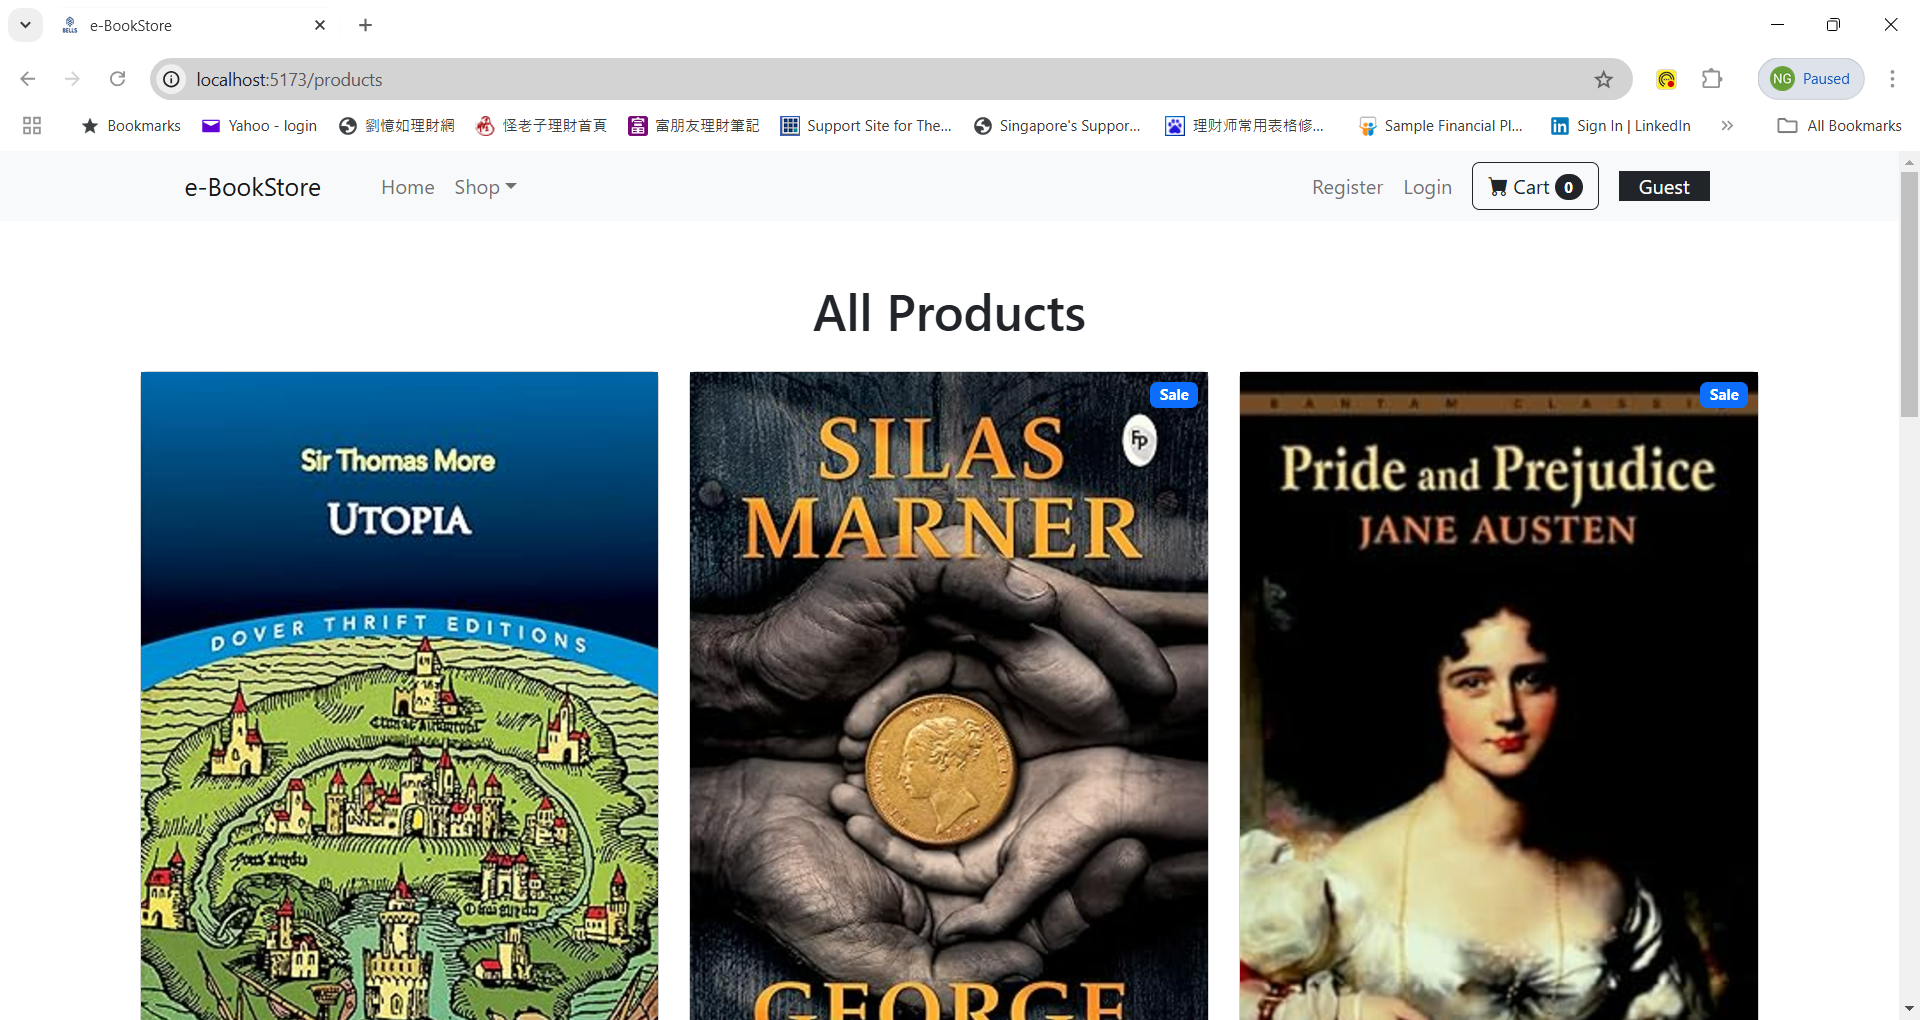 e-BookStore
localhost:5173/products
NG Paused
Bookmarks Yahoo - login 劉憶如理財網 怪老子理財首頁 富朋友理財筆記 Support Site for The... Singapore's Suppor... 理财师常用表格修... Sample Financial Pl... Sign In | LinkedIn » All Bookmarks
e-BookStore Home Shop Register Login Cart 0 Guest
All Products
Sir Thomas More
UTOPIA
DOVER THRIFT EDITIONS
Sale
FP
SILAS
MARNER
GEORGE
Sale
BANTAM CLASSI
Pride and Prejudice
JANE AUSTEN